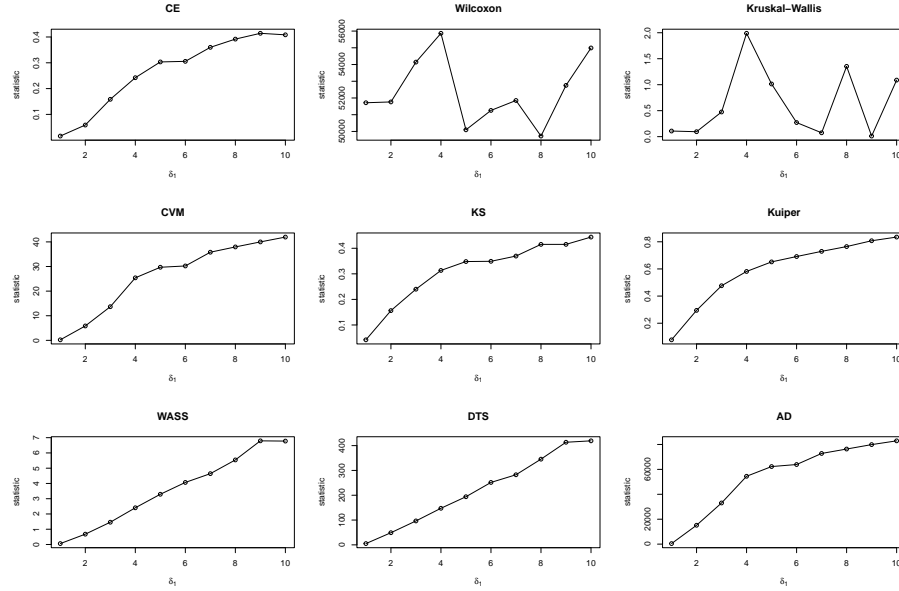 CE
Wilcoxon
Kruskal−Wallis
statistic
0.1
0.2
0.3
0.4
2 4 6 8 10
δ1
statistic
50000
52000
54000
56000
2 4 6 8 10
δ1
statistic
0.0
0.5
1.0
1.5
2.0
2 4 6 8 10
δ1
CVM
KS
Kuiper
statistic
0
10
20
30
40
2 4 6 8 10
δ1
statistic
0.1
0.2
0.3
0.4
2 4 6 8 10
δ1
statistic
0.2
0.4
0.6
0.8
2 4 6 8 10
δ1
WASS
DTS
AD
statistic
0
1
2
3
4
5
6
7
2 4 6 8 10
δ1
statistic
0
100
200
300
400
2 4 6 8 10
δ1
statistic
0
20000
60000
2 4 6 8 10
δ1